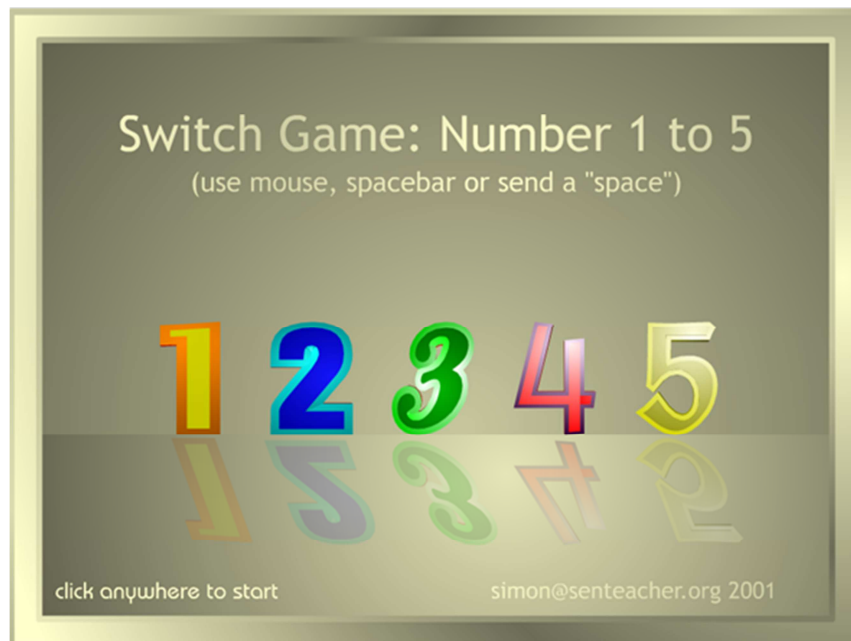 Switch Game: Number 1 to 5
(use mouse, spacebar or send a "space")
1 2 3 4 5
click anywhere to start
simon@senteacher.org 2001